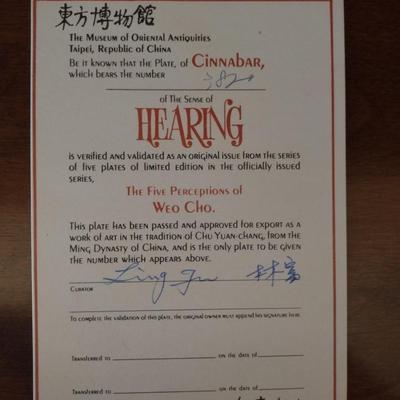 東方博物館
The Museum of Oriental Antiquities
Taipei, Republic of China
Be it known that the Plate, of Cinnabar,
which bears the number
of The Sense of
HEARING
is verified and validated as an original issue from the series
of five plates of limited edition in the officially issued
series,
The Five Perceptions of
Weo Cho.
This plate has been passed and approved for export as a
work of art in the tradition of Chu Yuan-chang, from the
Ming Dynasty of China, and is the only plate to be given
the number which appears above.
Ling Fu 林富
Curator
To complete the validation of this plate, the original owner must append his signature here.
Transferred to on the date of
Transferred to on the date of